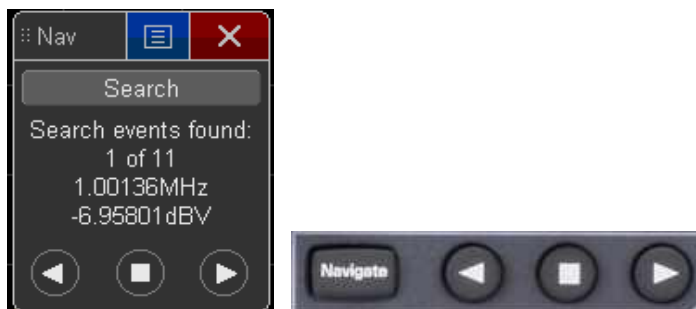 Nav
Search
Search events found:
1 of 11
1.00136MHz
-6.95801dBV
Navigate